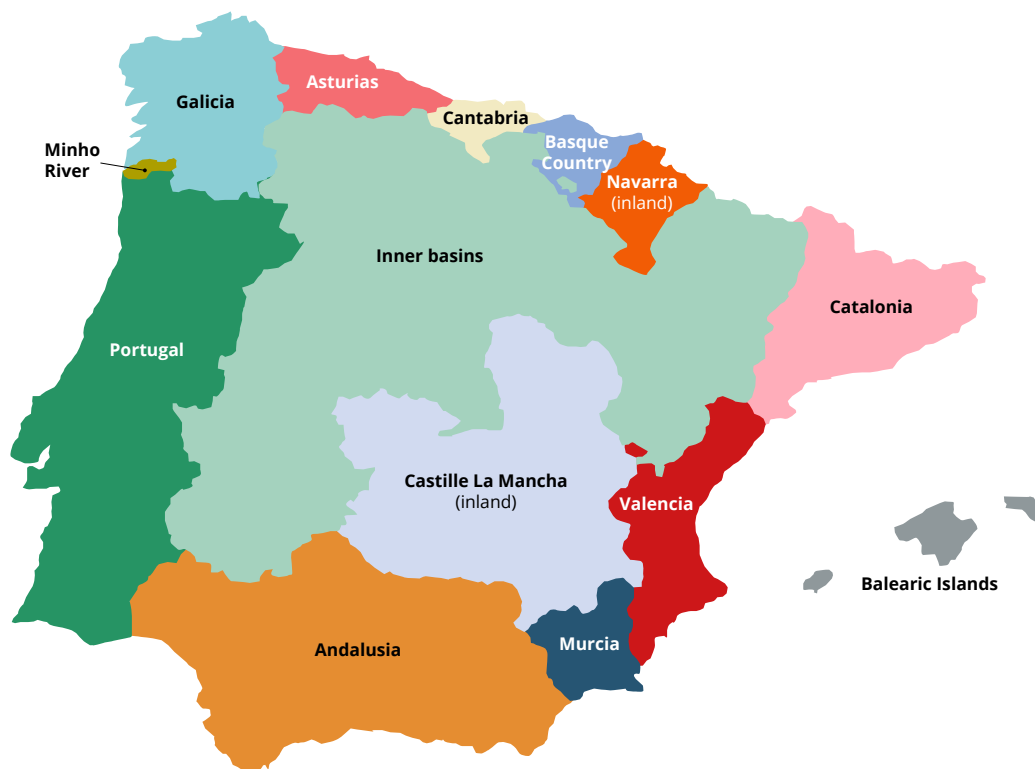 Asturias
Galicia
Cantabria
Minho
River
Basque
Country
Navarra
(inland)
Inner basins
Catalonia
Portugal
Castille La Mancha
(inland)
Valencia
Balearic Islands
Murcia
Andalusia